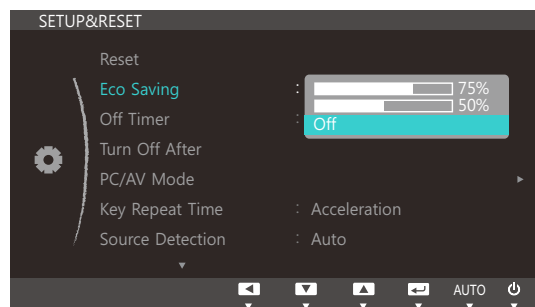 SETUP&RESET
Reset
Eco Saving :
75%
50%
Off Timer :
Off
Turn Off After
PC/AV Mode
Key Repeat Time : Acceleration
Source Detection : Auto
AUTO